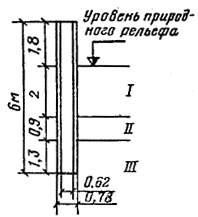 Уровень природ-
ного рельефа
1,8
6м
2
I
0,9
II
1,3
III
0.62
0,78